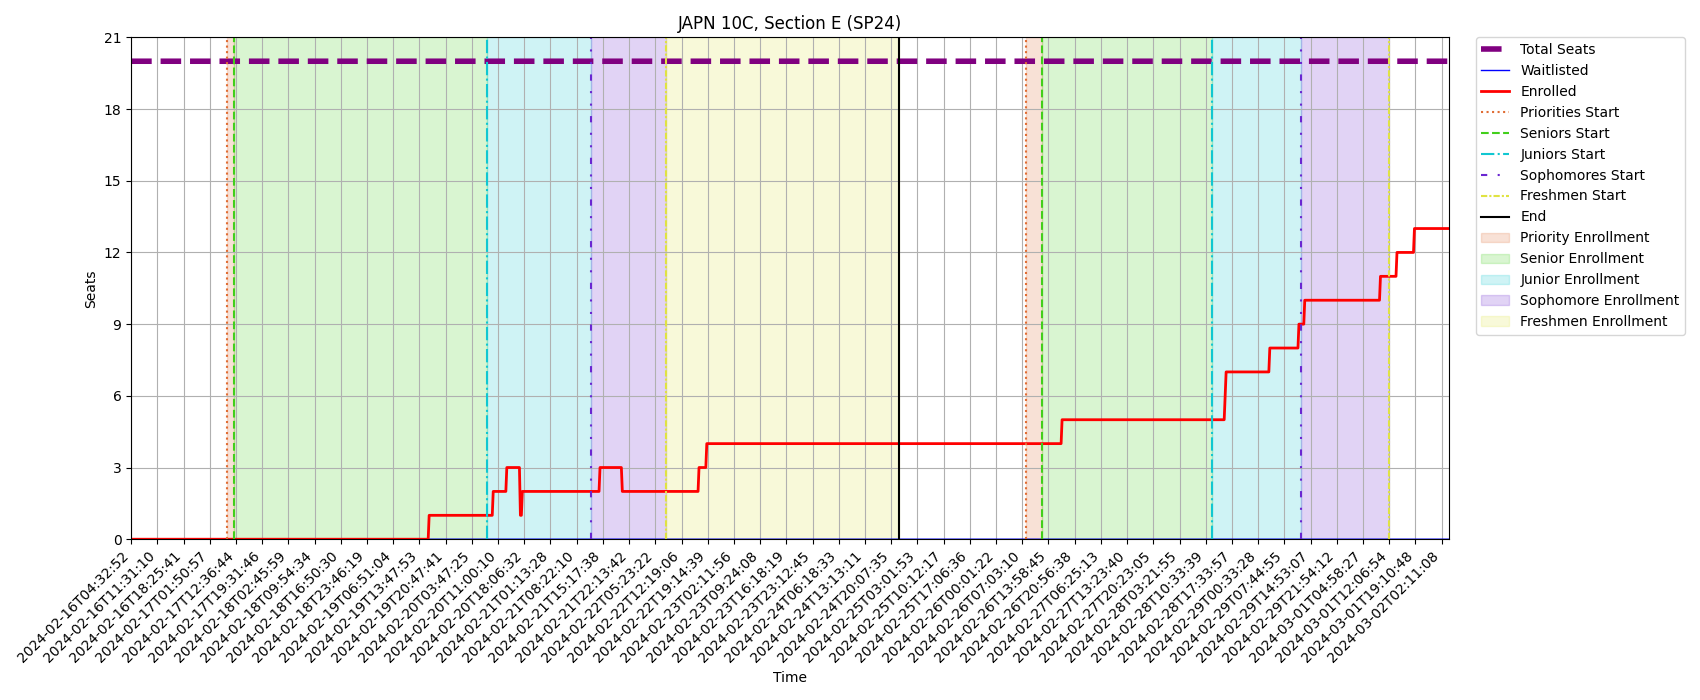 JAPN 10C, Section E (SP24)
Seats
21
18
15
12
9
6
3
0
2024-02-16T04:32:52
2024-02-16T11:31:10
2024-02-16T18:25:41
2024-02-17T01:50:57
2024-02-17T12:36:44
2024-02-17T19:31:46
2024-02-18T02:45:59
2024-02-18T09:54:34
2024-02-18T16:50:30
2024-02-18T23:46:19
2024-02-19T06:51:04
2024-02-19T13:47:53
2024-02-19T20:47:41
2024-02-20T03:47:25
2024-02-20T11:00:10
2024-02-20T18:06:32
2024-02-21T01:13:28
2024-02-21T08:22:10
2024-02-21T15:17:38
2024-02-21T22:13:42
2024-02-22T05:23:22
2024-02-22T12:19:06
2024-02-22T19:14:39
2024-02-23T02:11:56
2024-02-23T09:24:08
2024-02-23T16:18:19
2024-02-23T23:12:45
2024-02-24T06:18:33
2024-02-24T13:13:11
2024-02-24T20:07:35
2024-02-25T03:01:53
2024-02-25T10:12:17
2024-02-25T17:06:36
2024-02-26T00:01:22
2024-02-26T07:03:10
2024-02-26T13:58:45
2024-02-26T20:56:38
2024-02-27T06:25:13
2024-02-27T13:23:40
2024-02-27T20:23:05
2024-02-28T03:21:55
2024-02-28T10:33:39
2024-02-28T17:33:57
2024-02-29T00:33:28
2024-02-29T07:44:55
2024-02-29T14:53:07
2024-02-29T21:54:12
2024-03-01T04:58:27
2024-03-01T12:06:54
2024-03-01T19:10:48
2024-03-02T02:11:08
Time
Total Seats
Waitlisted
Enrolled
Priorities Start
Seniors Start
Juniors Start
Sophomores Start
Freshmen Start
End
Priority Enrollment
Senior Enrollment
Junior Enrollment
Sophomore Enrollment
Freshmen Enrollment